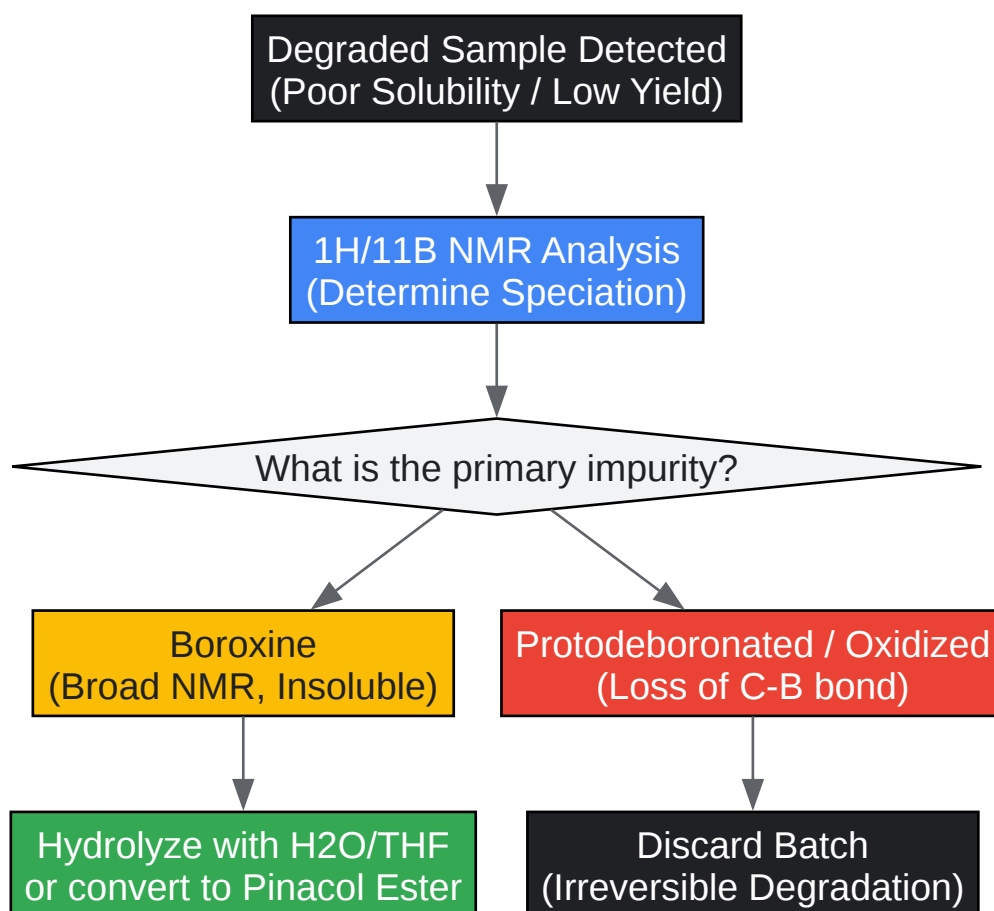 Degraded Sample Detected
(Poor Solubility / Low Yield)
1H/11B NMR Analysis
(Determine Speciation)
What is the primary impurity?
Boroxine
(Broad NMR, Insoluble)
Protodeboronated / Oxidized
(Loss of C-B bond)
Hydrolyze with H2O/THF
or convert to Pinacol Ester
Discard Batch
(Irreversible Degradation)